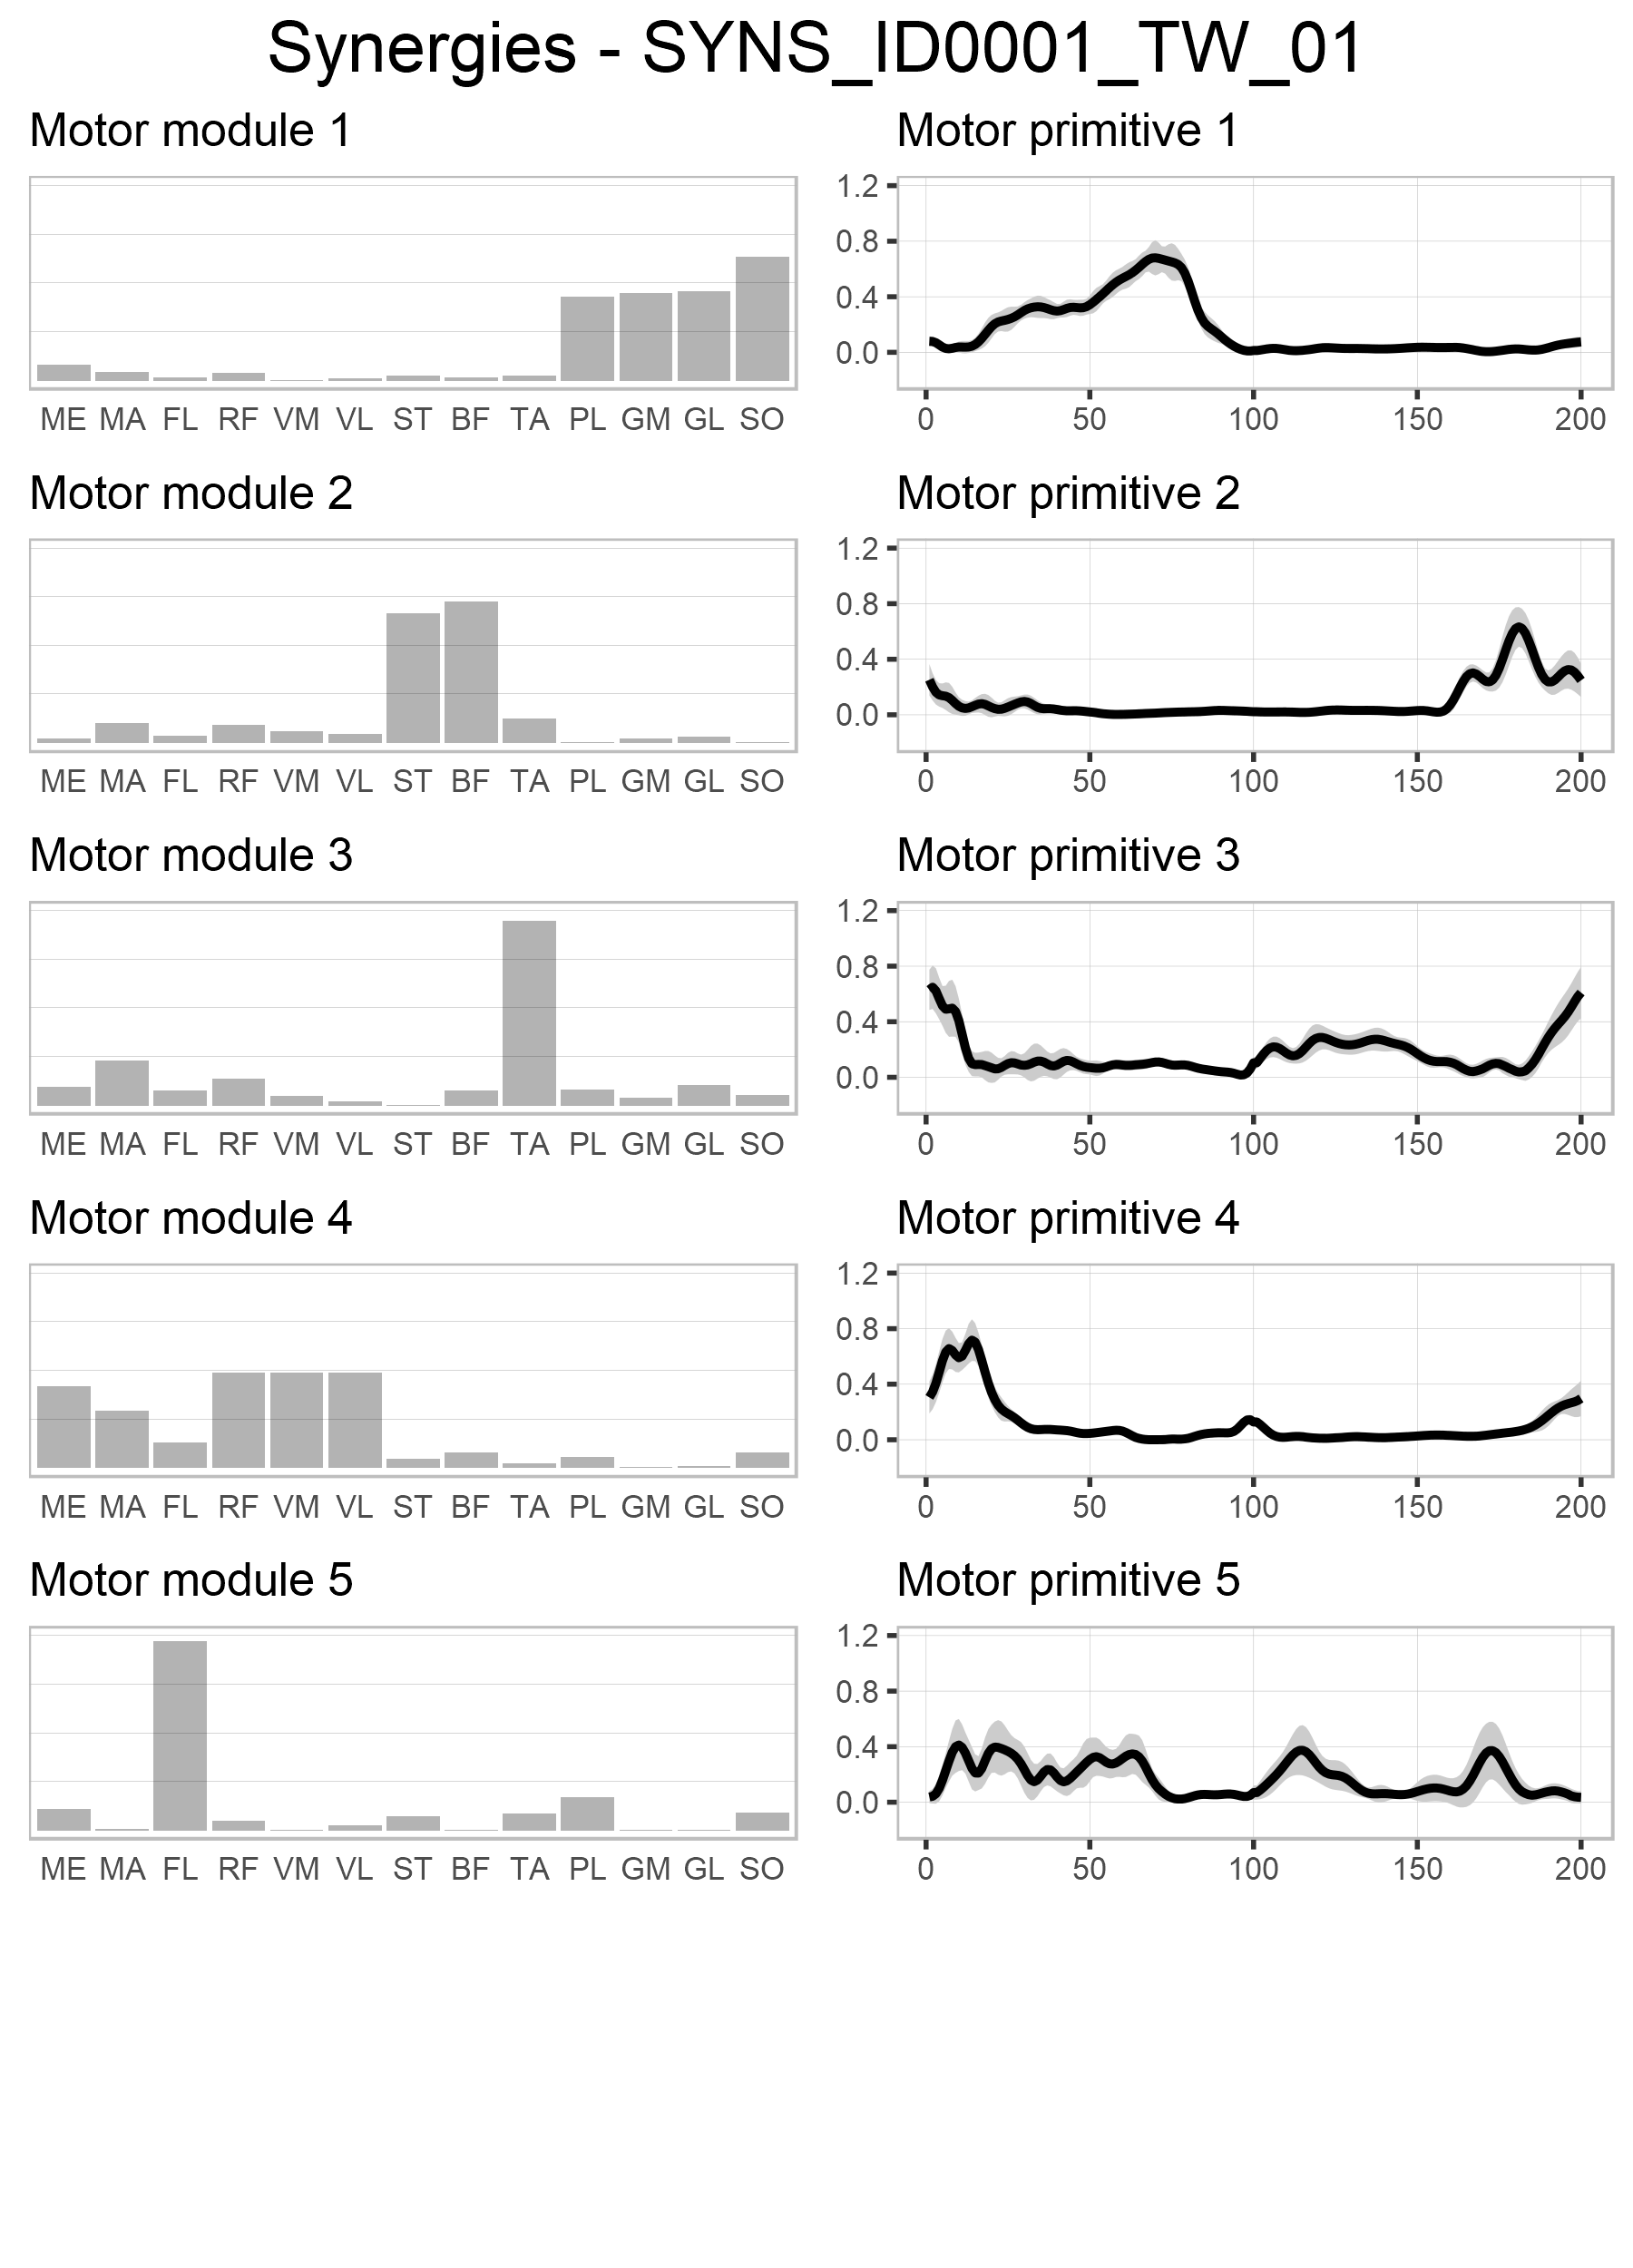 Synergies - SYNS_ID0001_TW_01
Motor module 1
Motor primitive 1
1.2
0.8
0.4
0.0
ME MA FL RF VM VL ST BF TA PL GM GL SO
0 50 100 150 200
Motor module 2
Motor primitive 2
1.2
0.8
0.4
0.0
ME MA FL RF VM VL ST BF TA PL GM GL SO
0 50 100 150 200
Motor module 3
Motor primitive 3
1.2
0.8
0.4
0.0
ME MA FL RF VM VL ST BF TA PL GM GL SO
0 50 100 150 200
Motor module 4
Motor primitive 4
1.2
0.8
0.4
0.0
ME MA FL RF VM VL ST BF TA PL GM GL SO
0 50 100 150 200
Motor module 5
Motor primitive 5
1.2
0.8
0.4
0.0
ME MA FL RF VM VL ST BF TA PL GM GL SO
0 50 100 150 200